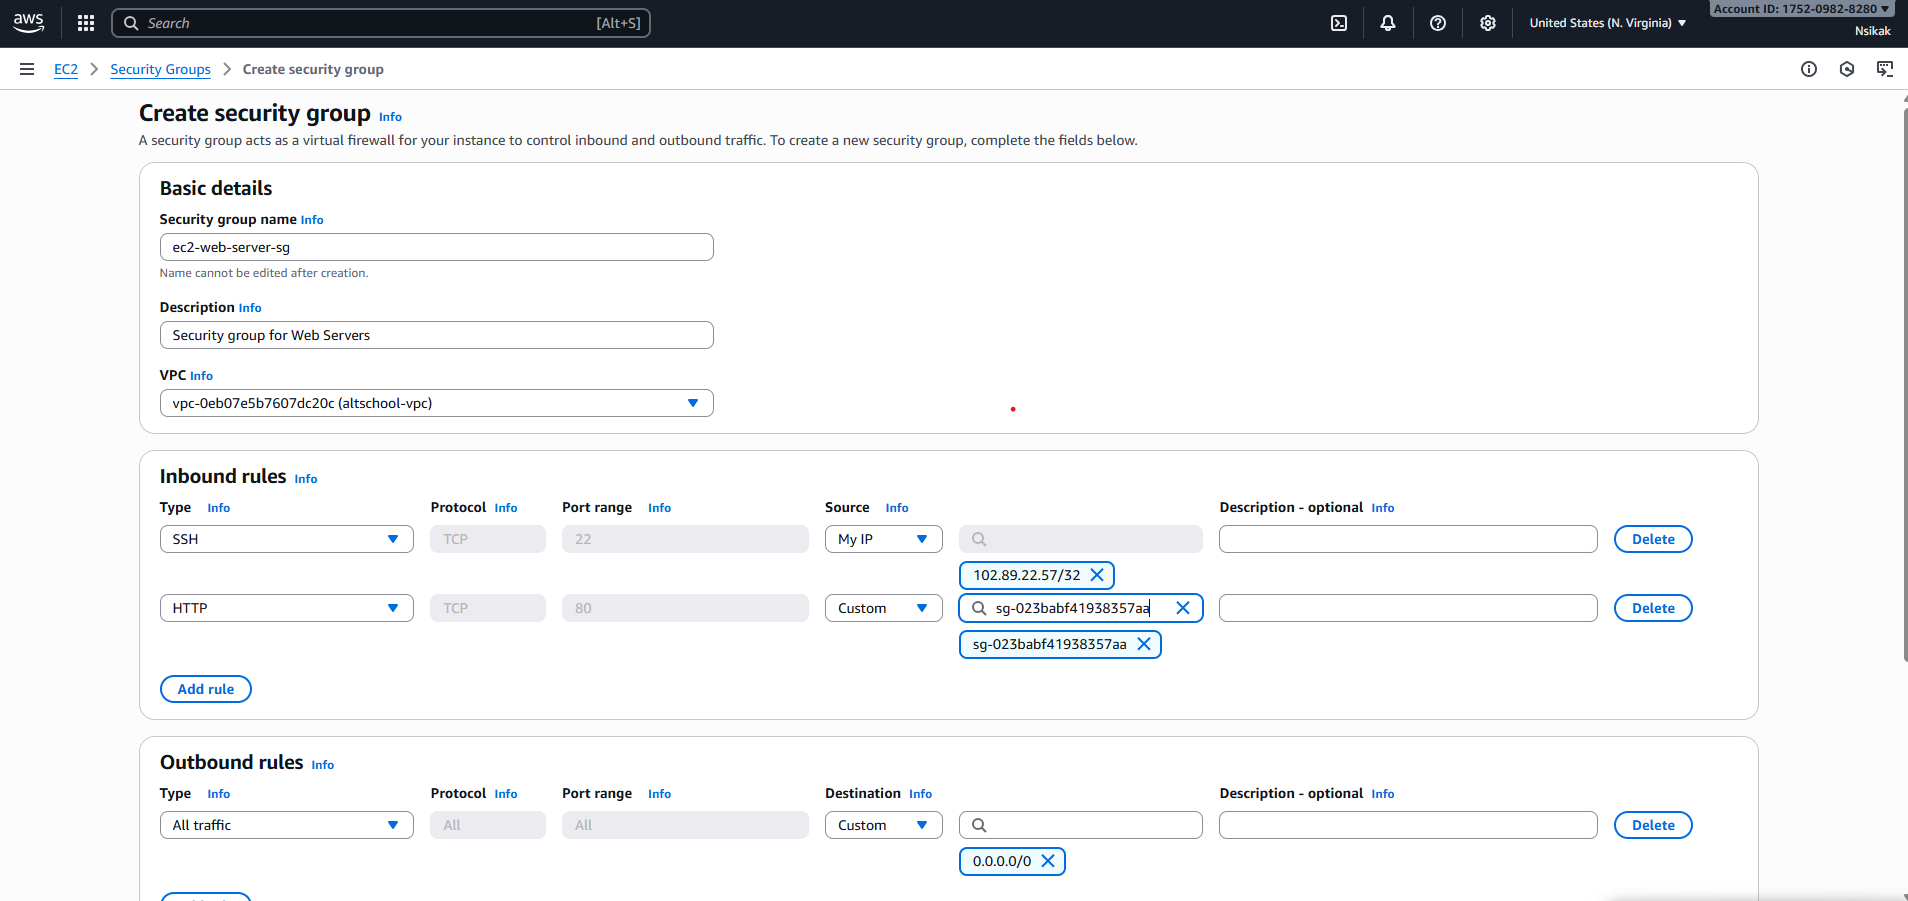 aws
Search [Alt+S] United States (N. Virginia) Account ID: 1752-0982-8280
Nsikak
EC2 Security Groups Create security group
Create security group Info
A security group acts as a virtual firewall for your instance to control inbound and outbound traffic. To create a new security group, complete the fields below.
Basic details
Security group name Info
ec2-web-server-sg
Name cannot be edited after creation.
Description Info
Security group for Web Servers
VPC Info
vpc-0eb07e5b7607dc20c (altschool-vpc)
Inbound rules Info
Type Info Protocol Info Port range Info Source Info Description - optional Info
SSH TCP 22 My IP Delete
102.89.22.57/32
HTTP TCP 80 Custom sg-023babf41938357aa Delete
sg-023babf41938357aa
Add rule
Outbound rules Info
Type Info Protocol Info Port range Info Destination Info Description - optional Info
All traffic All All Custom Delete
0.0.0.0/0